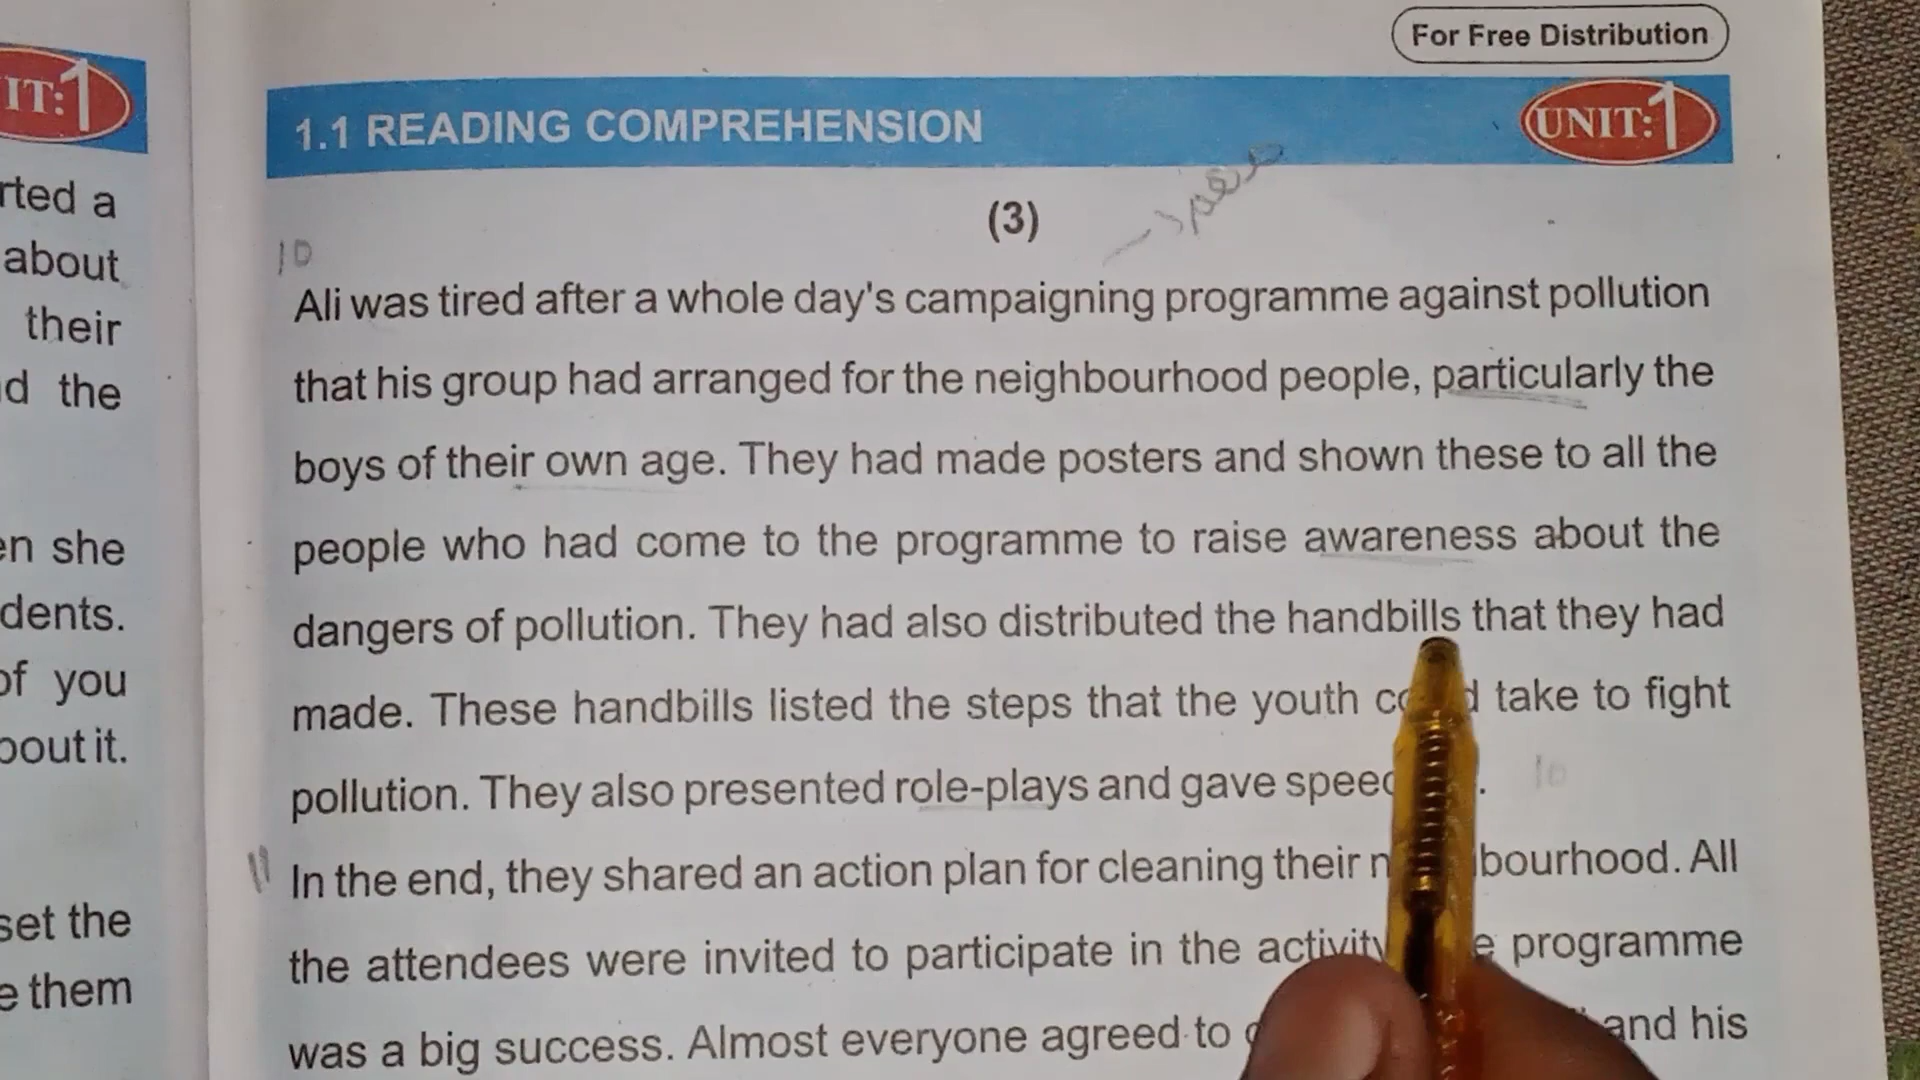 For Free Distribution
IT:1
1.1 READING COMPREHENSION
UNIT:1
(3)
10
rted a
about
their
the
she
dents.
of you
set the
them
Ali was tired after a whole day's campaigning programme against pollution
that his group had arranged for the neighbourhood people, particularly the
boys of their own age. They had made posters and shown these to all the
people who had come to the programme to raise awareness about the
dangers of pollution. They had also distributed the handbills that they had
made. These handbills listed the steps that the youth take to fight
pollution. They also presented role-plays and gave
10
11
In the end, they shared an action plan for cleaning their bourhood. All
the attendees were invited to participate in the activity programme
was a big success. Almost everyone agreed to and his